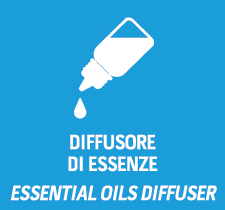 DIFFUSORE
DI ESSENZE
ESSENTIAL OILS DIFFUSER